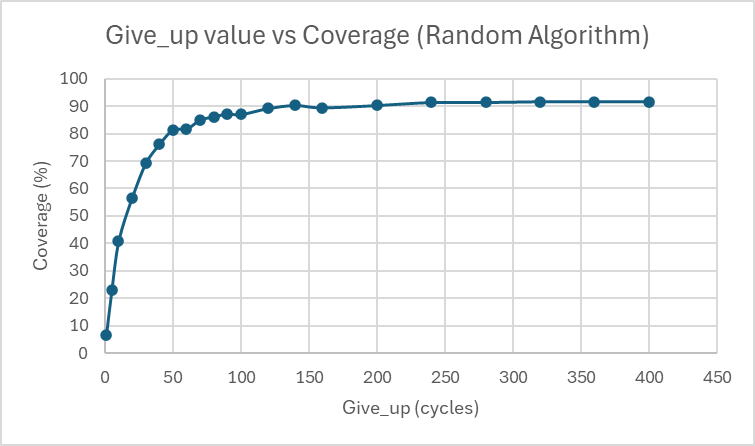 Give_up value vs Coverage (Random Algorithm)
100
90
80
70
60
50
40
30
20
10
0
Coverage (%)
0 50 100 150 200 250 300 350 400 450
Give_up (cycles)